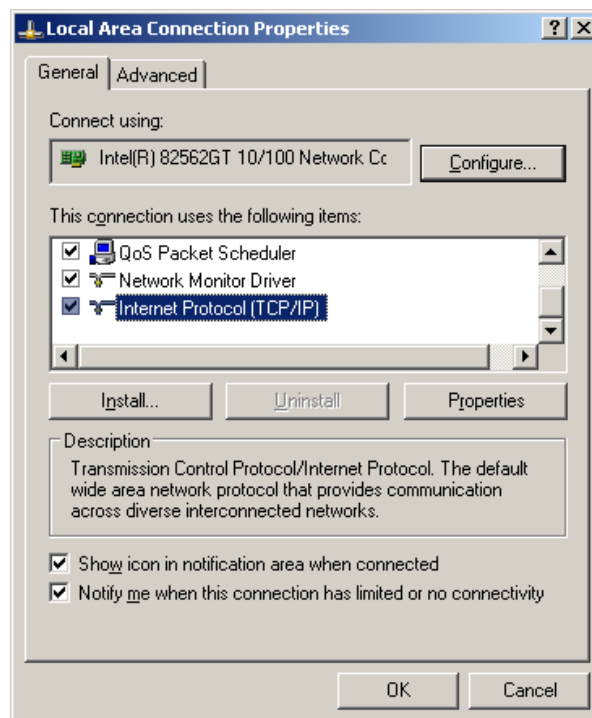 Local Area Connection Properties
General
Advanced
Connect using:
Intel(R) 82562GT 10/100 Network Cc
Configure...
This connection uses the following items:
QoS Packet Scheduler
Network Monitor Driver
Internet Protocol (TCP/IP)
Install...
Uninstall
Properties
Description
Transmission Control Protocol/Internet Protocol. The default
wide area network protocol that provides communication
across diverse interconnected networks.
Show icon in notification area when connected
Notify me when this connection has limited or no connectivity
OK
Cancel